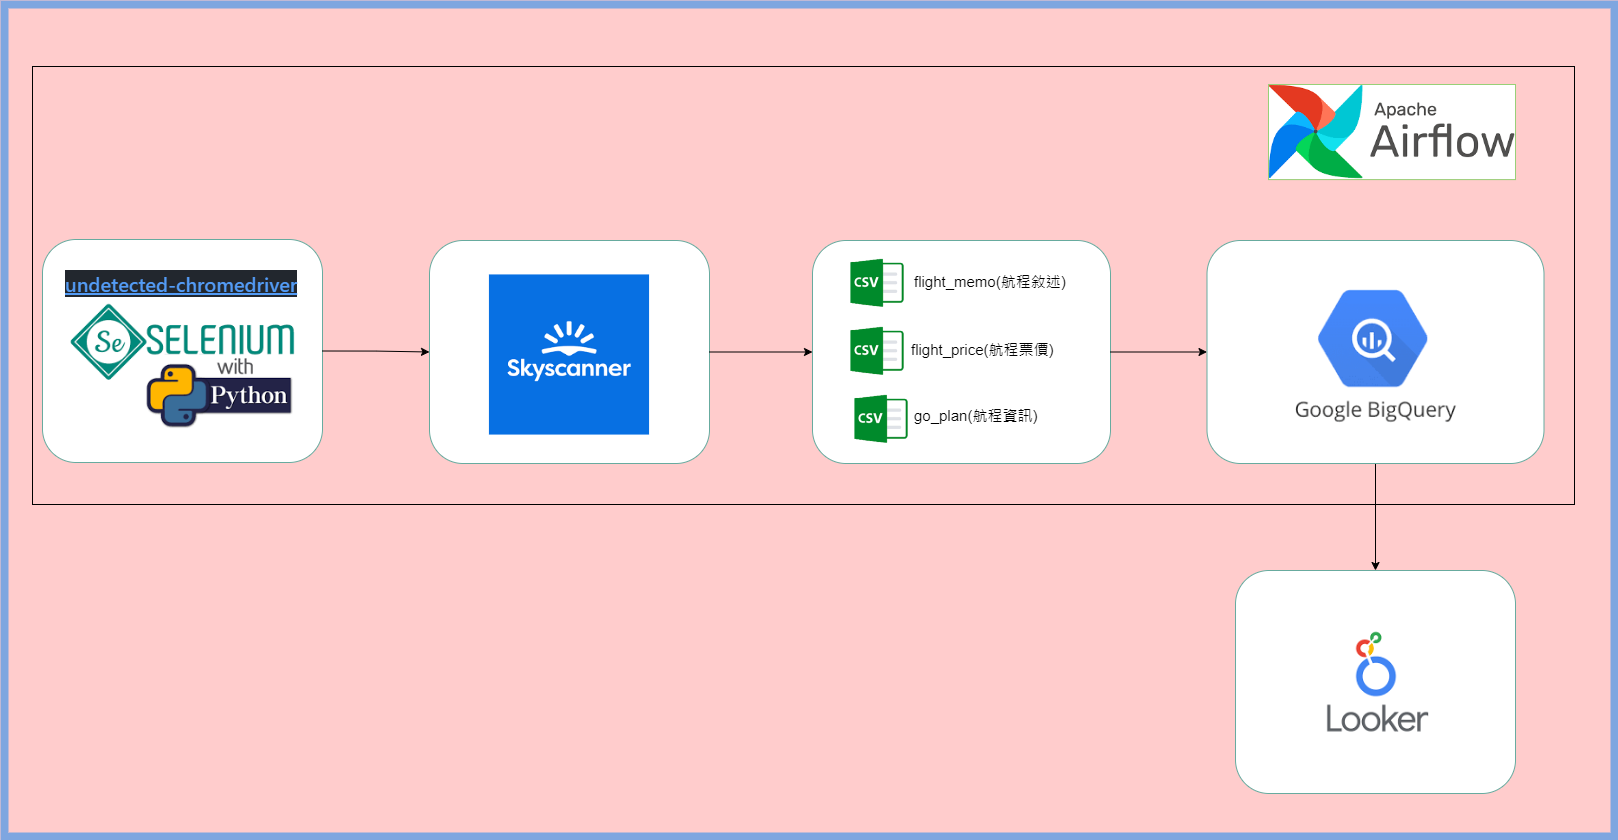 Apache
Airflow
undetected-chromedriver
Se SELENIUM
with
Python
Skyscanner
CSV flight_memo(航程敘述)
CSV flight_price(航程票價)
CSV go_plan(航程資訊)
Google BigQuery
Looker